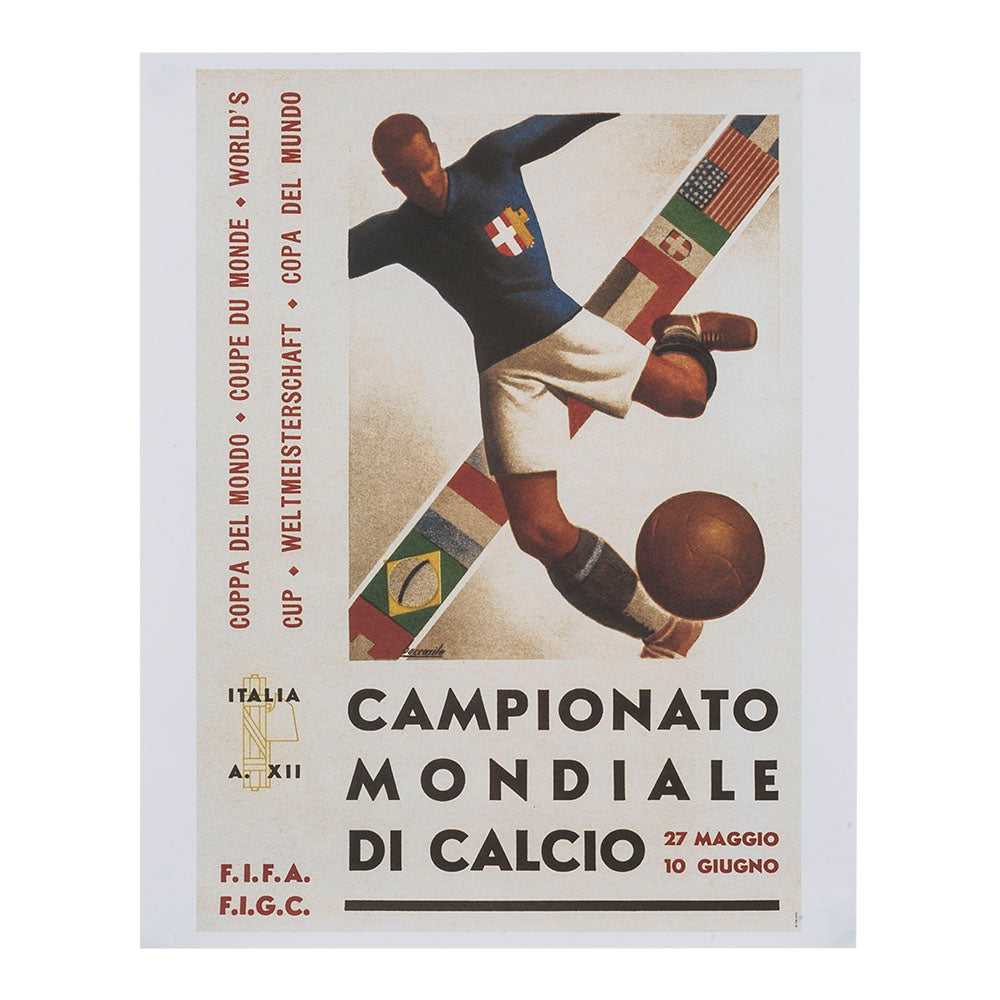 COPPA DEL MONDO • COUPE DU MONDE • WORLD'S
CUP • WELTMEISTERSCHAFT • COPA DEL MUNDO
ITALIA
A. XII
F.I.F.A.
F.I.G.C.
CAMPIONATO
MONDIALE
DI CALCIO
27 MAGGIO
10 GIUGNO